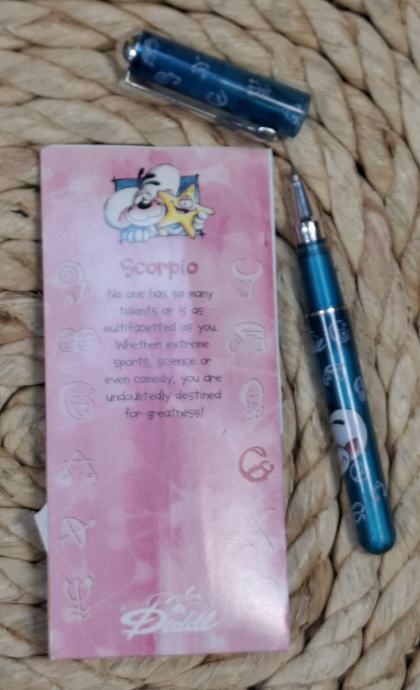 Scorpio
No one has so many
talents or is as
multifacetted as you.
Whether extreme
sports, science or
even comedy, you are
undoubtedly destined
for greatness!
Diddl